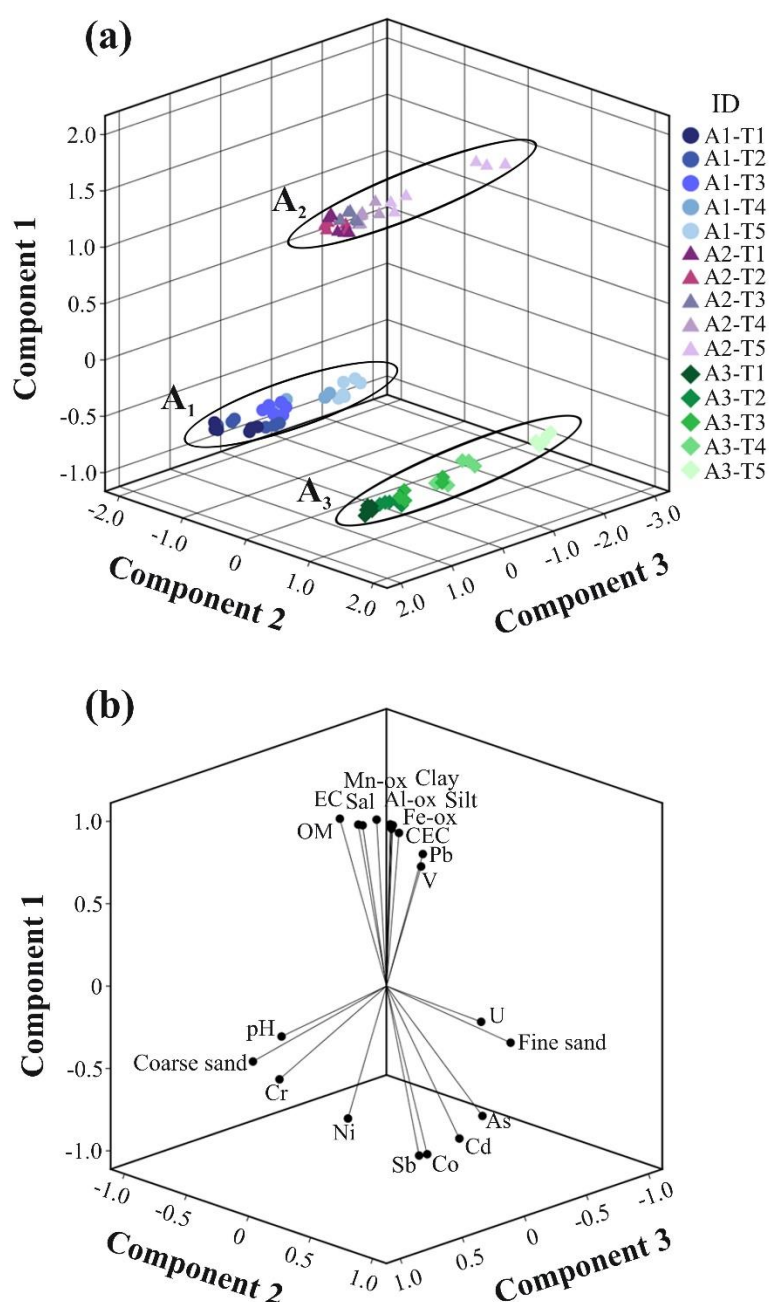 (a)
ID
A1-T1
A1-T2
A1-T3
A1-T4
A1-T5
A2-T1
A2-T2
A2-T3
A2-T4
A2-T5
A3-T1
A3-T2
A3-T3
A3-T4
A3-T5
2.0
1.5
1.0
0.5
0
-0.5
-1.0
Component 1
A2
A1
A3
-2.0
-1.0
0
1.0
2.0
Component 2
2.0
1.0
0
-1.0
-2.0
-3.0
Component 3
(b)
Mn-ox Clay
EC Sal Al-ox Silt
OM Fe-ox
CEC
Pb
V
1.0
0.5
0
-0.5
-1.0
Component 1
pH
U
Coarse sand
Fine sand
Cr
Ni
As
Cd
Sb Co
-1.0
-0.5
0
0.5
1.0
Component 2
1.0
0.5
0
-0.5
-1.0
Component 3